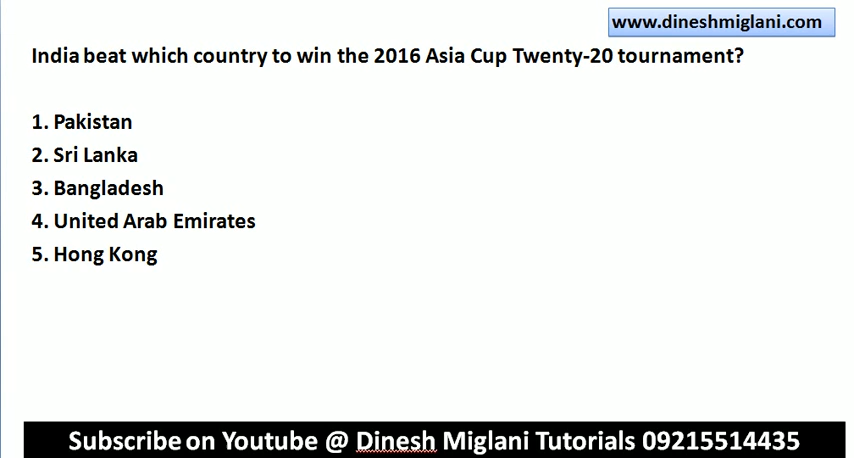 www.dineshmiglani.com
India beat which country to win the 2016 Asia Cup Twenty-20 tournament?
1. Pakistan
2. Sri Lanka
3. Bangladesh
4. United Arab Emirates
5. Hong Kong
Subscribe on Youtube @ Dinesh Miglani Tutorials 09215514435